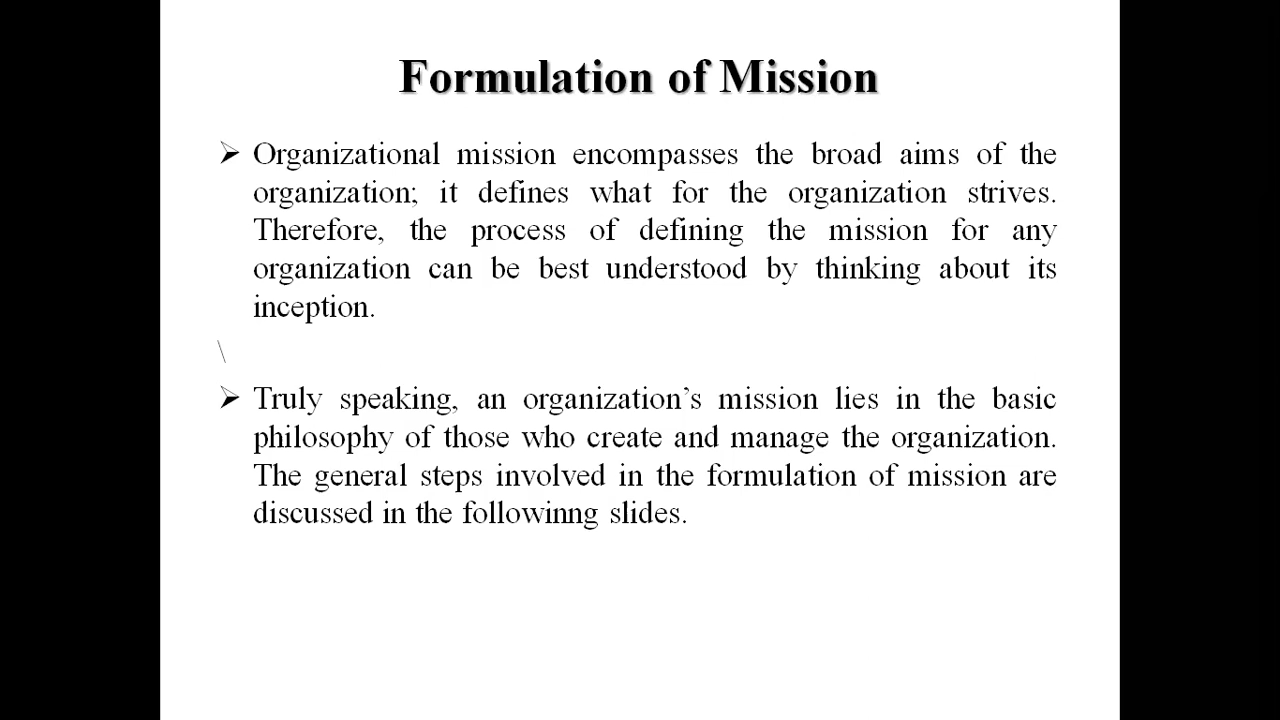 Formulation of Mission
➢ Organizational mission encompasses the broad aims of the
organization; it defines what for the organization strives.
Therefore, the process of defining the mission for any
organization can be best understood by thinking about its
inception.
\
➢ Truly speaking, an organization’s mission lies in the basic
philosophy of those who create and manage the organization.
The general steps involved in the formulation of mission are
discussed in the followinng slides.